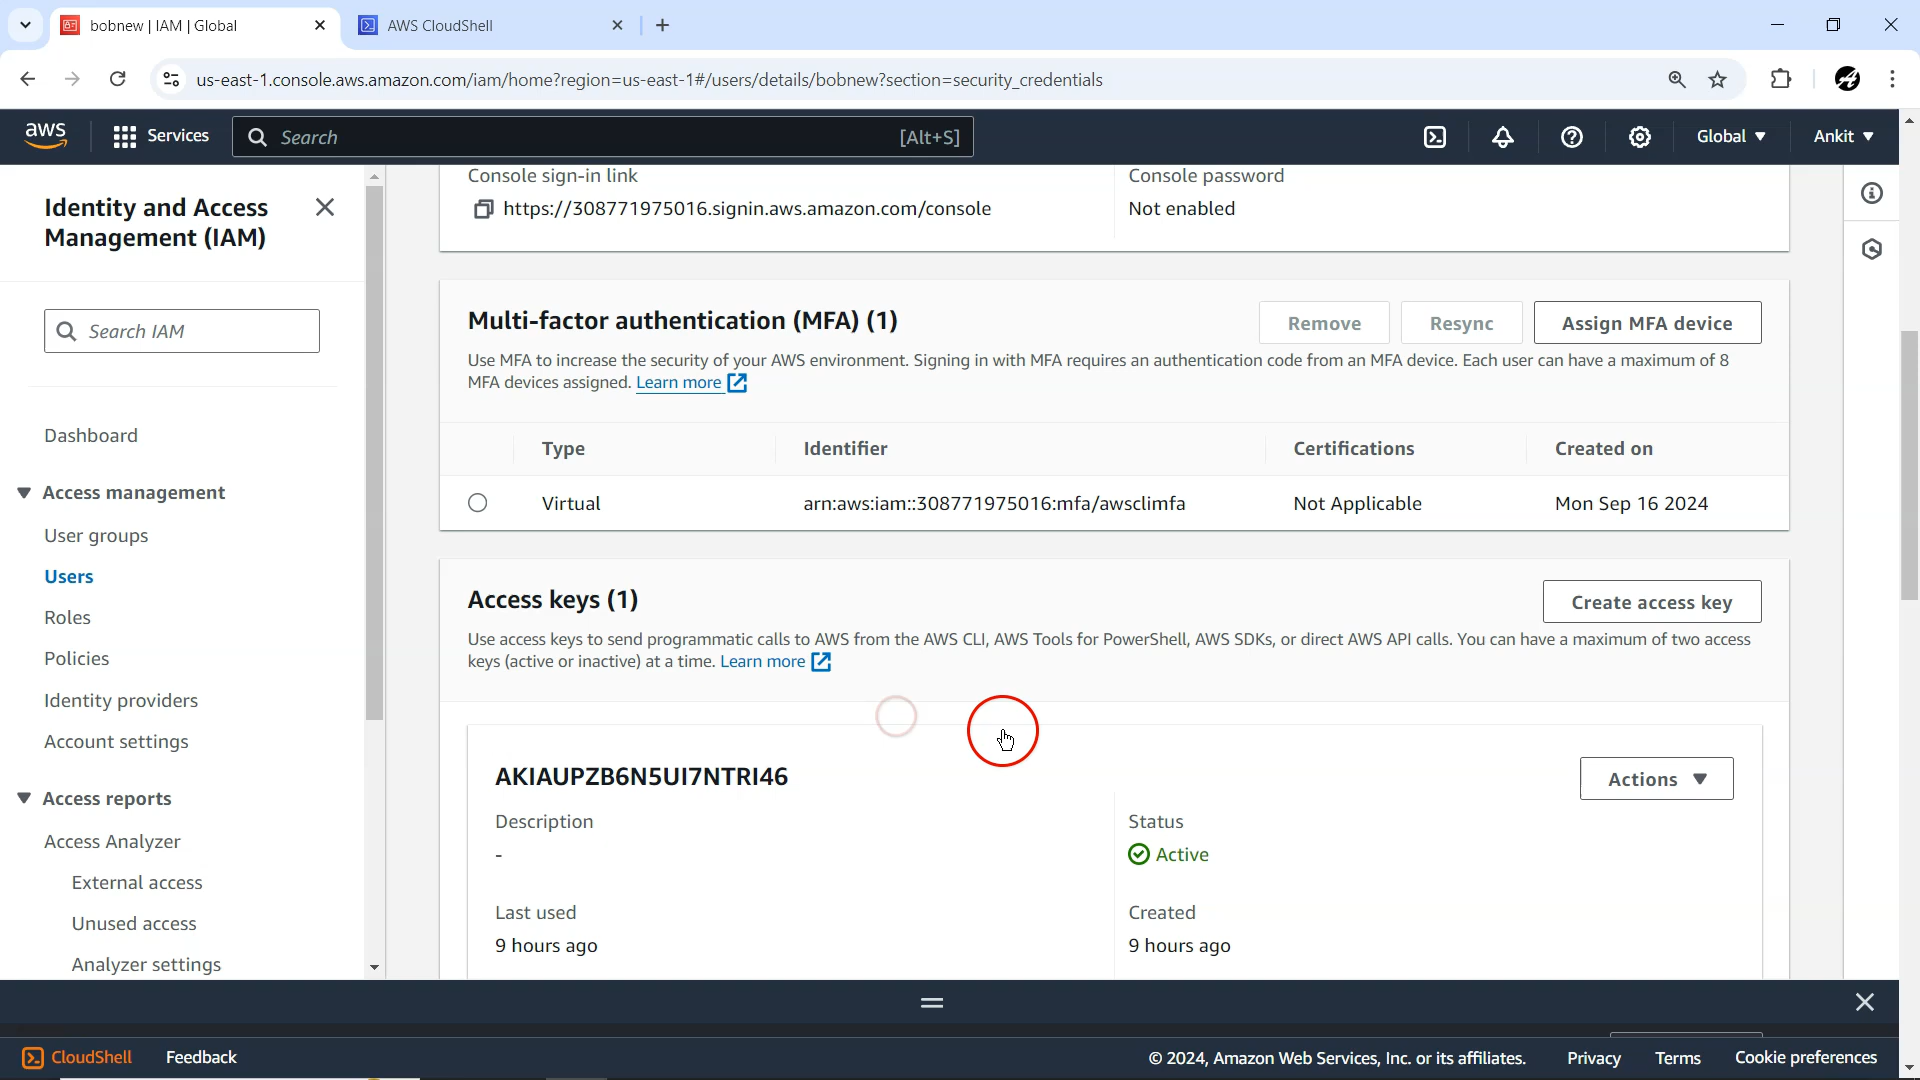 bobnew | IAM | Global
AWS CloudShell
us-east-1.console.aws.amazon.com/iam/home?region=us-east-1#/users/details/bobnew?section=security_credentials
aws
Services
Search
[Alt+S]
Global
Ankit
Identity and Access
Management (IAM)
Search IAM
Dashboard
Access management
User groups
Users
Roles
Policies
Identity providers
Account settings
Access reports
Access Analyzer
External access
Unused access
Analyzer settings
Console sign-in link
https://308771975016.signin.aws.amazon.com/console
Console password
Not enabled
Multi-factor authentication (MFA) (1)
Remove
Resync
Assign MFA device
Use MFA to increase the security of your AWS environment. Signing in with MFA requires an authentication code from an MFA device. Each user can have a maximum of 8
MFA devices assigned. Learn more
Type
Identifier
Certifications
Created on
Virtual
arn:aws:iam::308771975016:mfa/awsclimfa
Not Applicable
Mon Sep 16 2024
Access keys (1)
Create access key
Use access keys to send programmatic calls to AWS from the AWS CLI, AWS Tools for PowerShell, AWS SDKs, or direct AWS API calls. You can have a maximum of two access
keys (active or inactive) at a time. Learn more
AKIAUPZB6N5UI7NTRI46
Actions
Description
-
Status
Active
Last used
9 hours ago
Created
9 hours ago
CloudShell
Feedback
© 2024, Amazon Web Services, Inc. or its affiliates.
Privacy
Terms
Cookie preferences